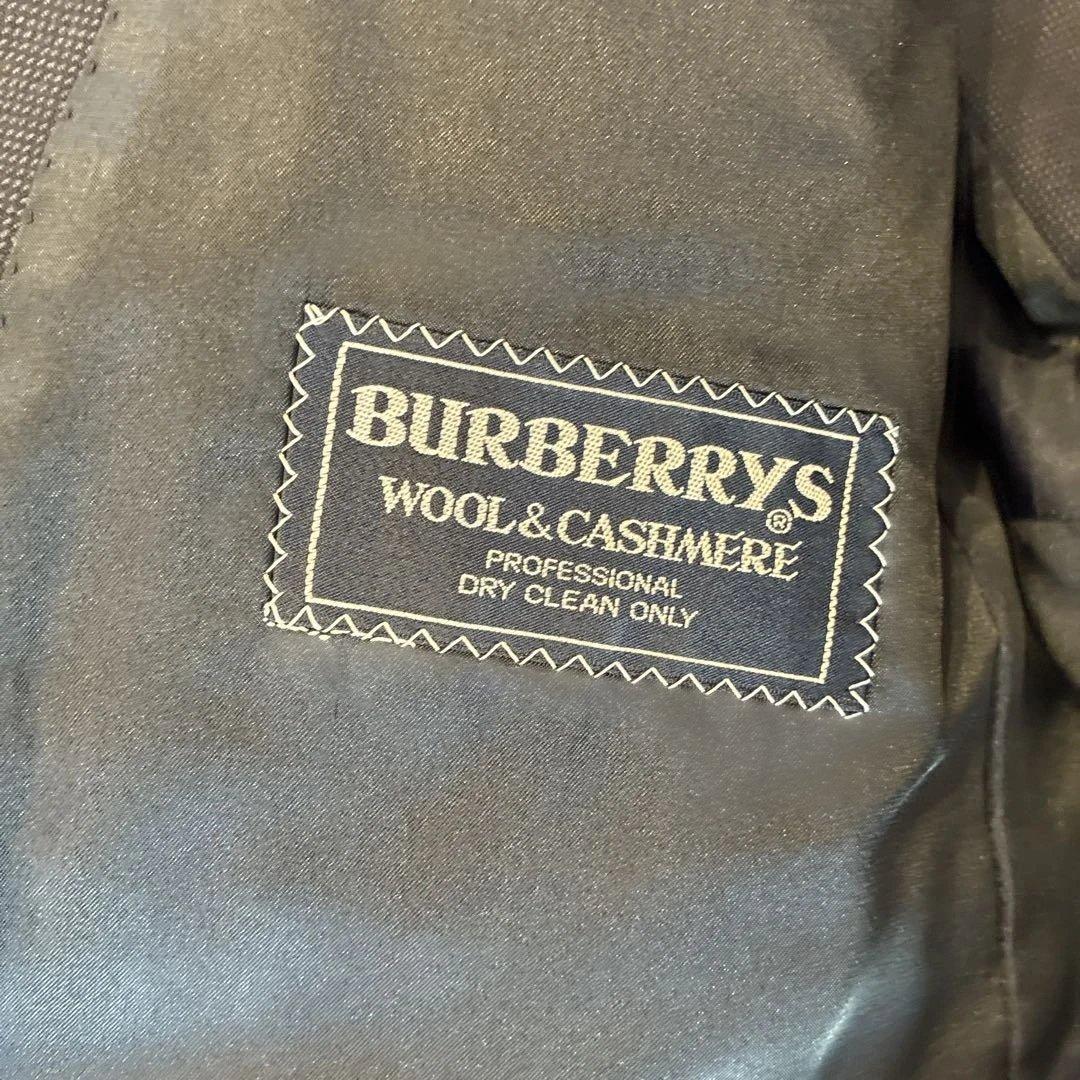 BURBERRYS®
WOOL & CASHMERE
PROFESSIONAL
DRY CLEAN ONLY